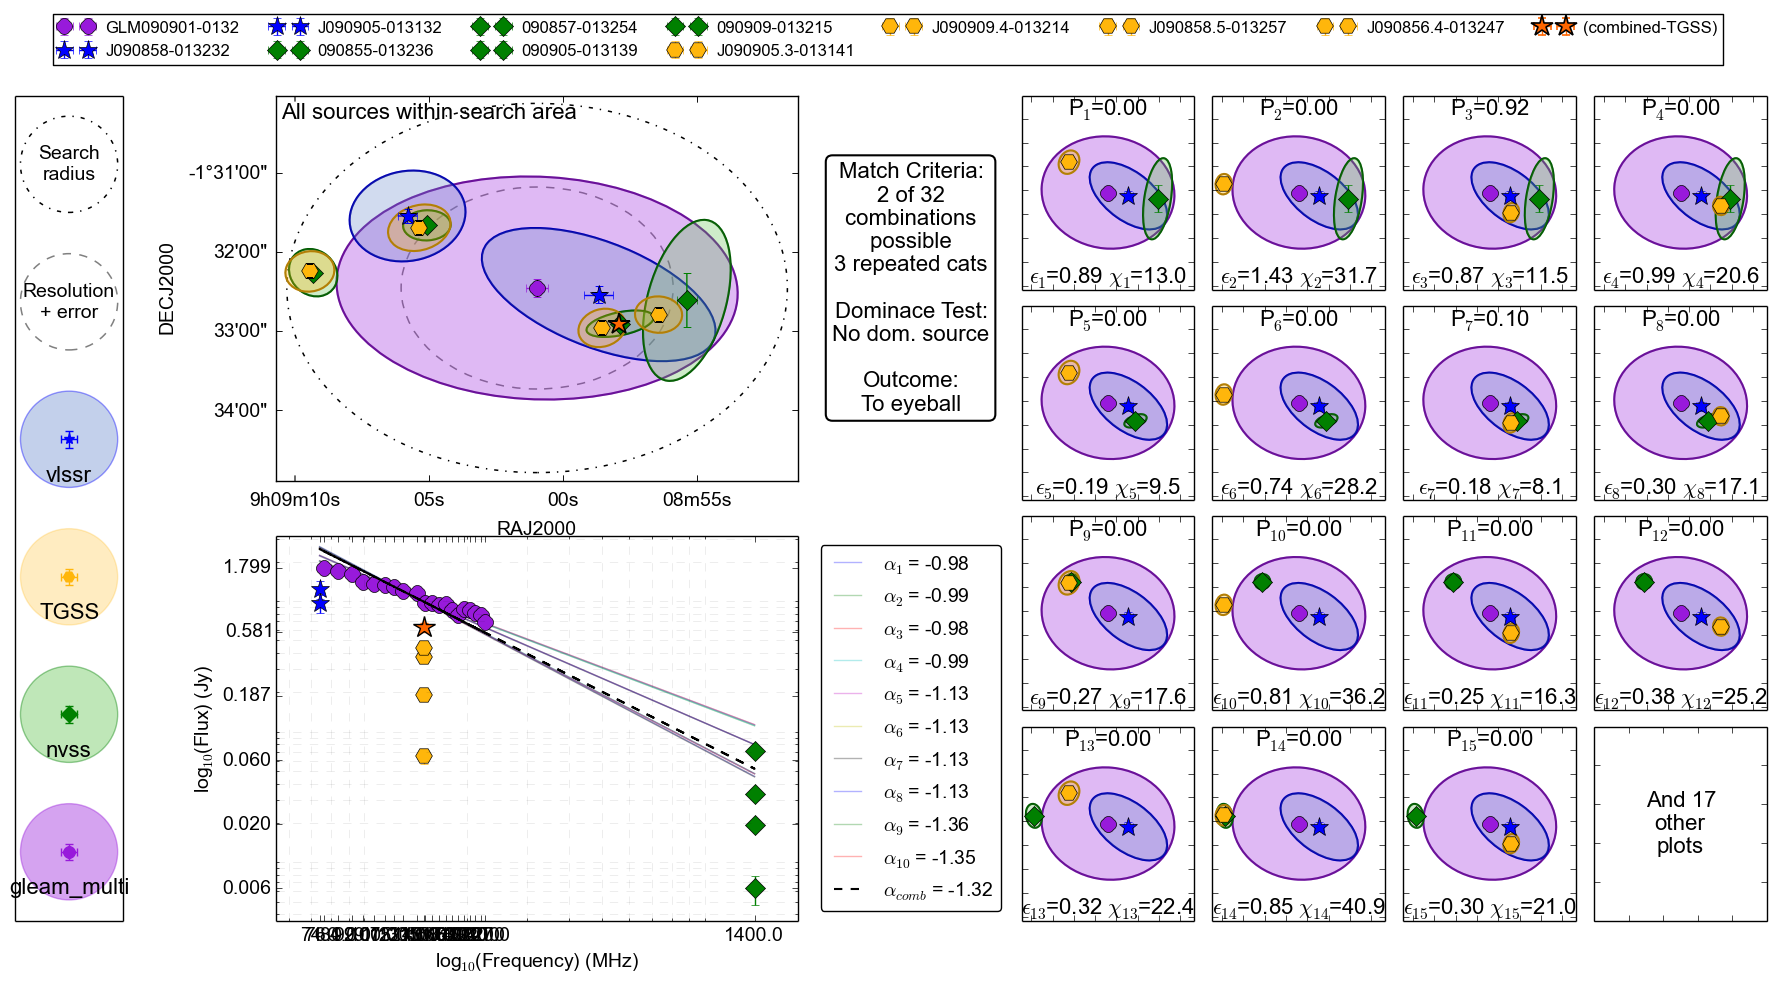 GLM090901-0132 J090905-013132 090857-013254 090909-013215 J090909.4-013214 J090858.5-013257 J090856.4-013247 (combined-TGSS)
J090858-013232 090855-013236 090905-013139 J090905.3-013141
Search
radius
Resolution
+ error
vlssr
TGSS
nvss
gleam_multi
All sources within search area
DECJ2000
-1°31'00"
32'00"
33'00"
34'00"
9h09m10s 05s 00s 08m55s
RAJ2000
Match Criteria:
2 of 32
combinations
possible
3 repeated cats
Dominace Test:
No dom. source
Outcome:
To eyeball
log10(Flux) (Jy)
1.799
0.581
0.187
0.060
0.020
0.006
1400.0
log10(Frequency) (MHz)
α1 = -0.98
α2 = -0.99
α3 = -0.98
α4 = -0.99
α5 = -1.13
α6 = -1.13
α7 = -1.13
α8 = -1.13
α9 = -1.36
α10 = -1.35
αcomb = -1.32
P1=0.00 P2=0.00 P3=0.92 P4=0.00
ϵ1=0.89 χ1=13.0 ϵ2=1.43 χ2=31.7 ϵ3=0.87 χ3=11.5 ϵ4=0.99 χ4=20.6
P5=0.00 P6=0.00 P7=0.10 P8=0.00
ϵ5=0.19 χ5=9.5 ϵ6=0.74 χ6=28.2 ϵ7=0.18 χ7=8.1 ϵ8=0.30 χ8=17.1
P9=0.00 P10=0.00 P11=0.00 P12=0.00
ϵ9=0.27 χ9=17.6 ϵ10=0.81 χ10=36.2 ϵ11=0.25 χ11=16.3 ϵ12=0.38 χ12=25.2
P13=0.00 P14=0.00 P15=0.00
ϵ13=0.32 χ13=22.4 ϵ14=0.85 χ14=40.9 ϵ15=0.30 χ15=21.0
And 17
other
plots